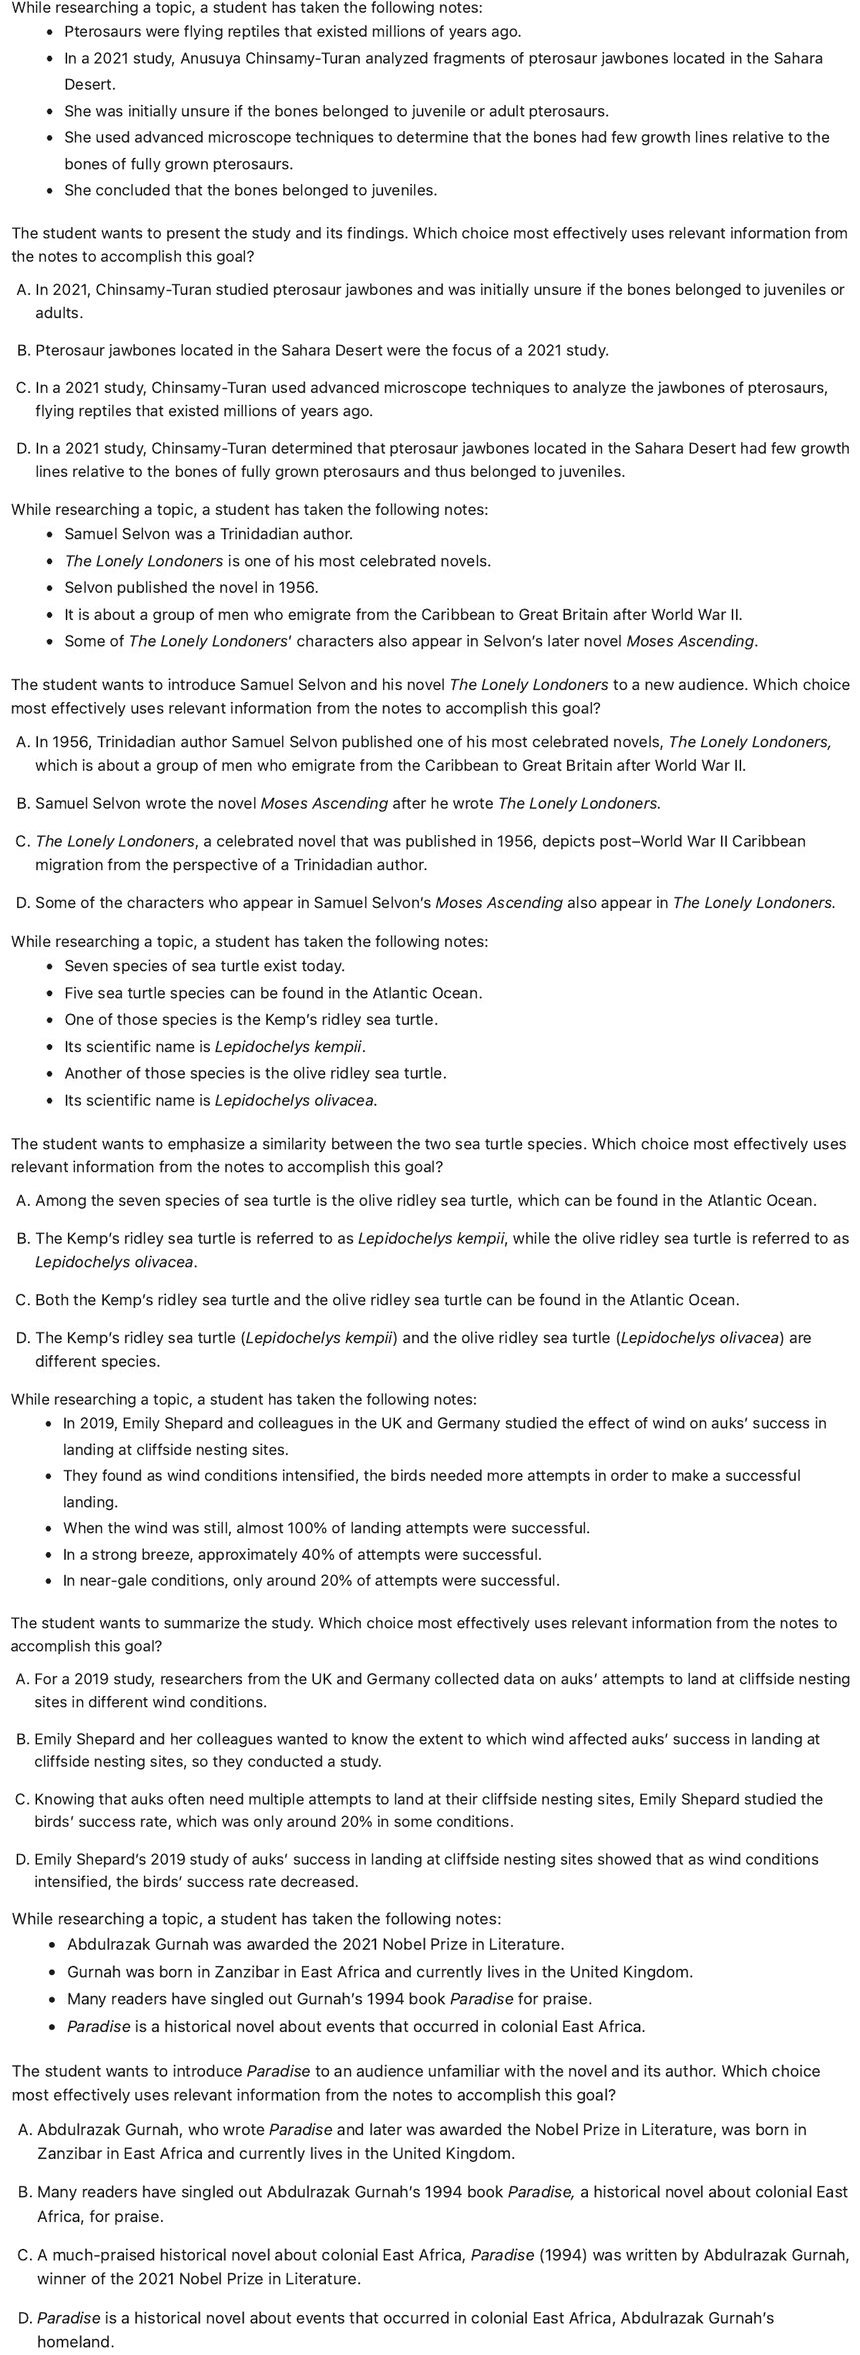 While researching a topic, a student has taken the following notes:
• Pterosaurs were flying reptiles that existed millions of years ago.
• In a 2021 study, Anusuya Chinsamy-Turan analyzed fragments of pterosaur jawbones located in the Sahara
Desert.
• She was initially unsure if the bones belonged to juvenile or adult pterosaurs.
• She used advanced microscope techniques to determine that the bones had few growth lines relative to the
bones of fully grown pterosaurs.
• She concluded that the bones belonged to juveniles.
The student wants to present the study and its findings. Which choice most effectively uses relevant information from
the notes to accomplish this goal?
A. In 2021, Chinsamy-Turan studied pterosaur jawbones and was initially unsure if the bones belonged to juveniles or
adults.
B. Pterosaur jawbones located in the Sahara Desert were the focus of a 2021 study.
C. In a 2021 study, Chinsamy-Turan used advanced microscope techniques to analyze the jawbones of pterosaurs,
flying reptiles that existed millions of years ago.
D. In a 2021 study, Chinsamy-Turan determined that pterosaur jawbones located in the Sahara Desert had few growth
lines relative to the bones of fully grown pterosaurs and thus belonged to juveniles.
While researching a topic, a student has taken the following notes:
• Samuel Selvon was a Trinidadian author.
• The Lonely Londoners is one of his most celebrated novels.
• Selvon published the novel in 1956.
• It is about a group of men who emigrate from the Caribbean to Great Britain after World War II.
• Some of The Lonely Londoners' characters also appear in Selvon's later novel Moses Ascending.
The student wants to introduce Samuel Selvon and his novel The Lonely Londoners to a new audience. Which choice
most effectively uses relevant information from the notes to accomplish this goal?
A. In 1956, Trinidadian author Samuel Selvon published one of his most celebrated novels, The Lonely Londoners,
which is about a group of men who emigrate from the Caribbean to Great Britain after World War II.
B. Samuel Selvon wrote the novel Moses Ascending after he wrote The Lonely Londoners.
C. The Lonely Londoners, a celebrated novel that was published in 1956, depicts post–World War II Caribbean
migration from the perspective of a Trinidadian author.
D. Some of the characters who appear in Samuel Selvon's Moses Ascending also appear in The Lonely Londoners.
While researching a topic, a student has taken the following notes:
• Seven species of sea turtle exist today.
• Five sea turtle species can be found in the Atlantic Ocean.
• One of those species is the Kemp's ridley sea turtle.
• Its scientific name is Lepidochelys kempii.
• Another of those species is the olive ridley sea turtle.
• Its scientific name is Lepidochelys olivacea.
The student wants to emphasize a similarity between the two sea turtle species. Which choice most effectively uses
relevant information from the notes to accomplish this goal?
A. Among the seven species of sea turtle is the olive ridley sea turtle, which can be found in the Atlantic Ocean.
B. The Kemp's ridley sea turtle is referred to as Lepidochelys kempii, while the olive ridley sea turtle is referred to as
Lepidochelys olivacea.
C. Both the Kemp's ridley sea turtle and the olive ridley sea turtle can be found in the Atlantic Ocean.
D. The Kemp's ridley sea turtle (Lepidochelys kempii) and the olive ridley sea turtle (Lepidochelys olivacea) are
different species.
While researching a topic, a student has taken the following notes:
• In 2019, Emily Shepard and colleagues in the UK and Germany studied the effect of wind on auks' success in
landing at cliffside nesting sites.
• They found as wind conditions intensified, the birds needed more attempts in order to make a successful
landing.
• When the wind was still, almost 100% of landing attempts were successful.
• In a strong breeze, approximately 40% of attempts were successful.
• In near-gale conditions, only around 20% of attempts were successful.
The student wants to summarize the study. Which choice most effectively uses relevant information from the notes to
accomplish this goal?
A. For a 2019 study, researchers from the UK and Germany collected data on auks' attempts to land at cliffside nesting
sites in different wind conditions.
B. Emily Shepard and her colleagues wanted to know the extent to which wind affected auks' success in landing at
cliffside nesting sites, so they conducted a study.
C. Knowing that auks often need multiple attempts to land at their cliffside nesting sites, Emily Shepard studied the
birds' success rate, which was only around 20% in some conditions.
D. Emily Shepard's 2019 study of auks' success in landing at cliffside nesting sites showed that as wind conditions
intensified, the birds' success rate decreased.
While researching a topic, a student has taken the following notes:
• Abdulrazak Gurnah was awarded the 2021 Nobel Prize in Literature.
• Gurnah was born in Zanzibar in East Africa and currently lives in the United Kingdom.
• Many readers have singled out Gurnah's 1994 book Paradise for praise.
• Paradise is a historical novel about events that occurred in colonial East Africa.
The student wants to introduce Paradise to an audience unfamiliar with the novel and its author. Which choice
most effectively uses relevant information from the notes to accomplish this goal?
A. Abdulrazak Gurnah, who wrote Paradise and later was awarded the Nobel Prize in Literature, was born in
Zanzibar in East Africa and currently lives in the United Kingdom.
B. Many readers have singled out Abdulrazak Gurnah's 1994 book Paradise, a historical novel about colonial East
Africa, for praise.
C. A much-praised historical novel about colonial East Africa, Paradise (1994) was written by Abdulrazak Gurnah,
winner of the 2021 Nobel Prize in Literature.
D. Paradise is a historical novel about events that occurred in colonial East Africa, Abdulrazak Gurnah's
homeland.